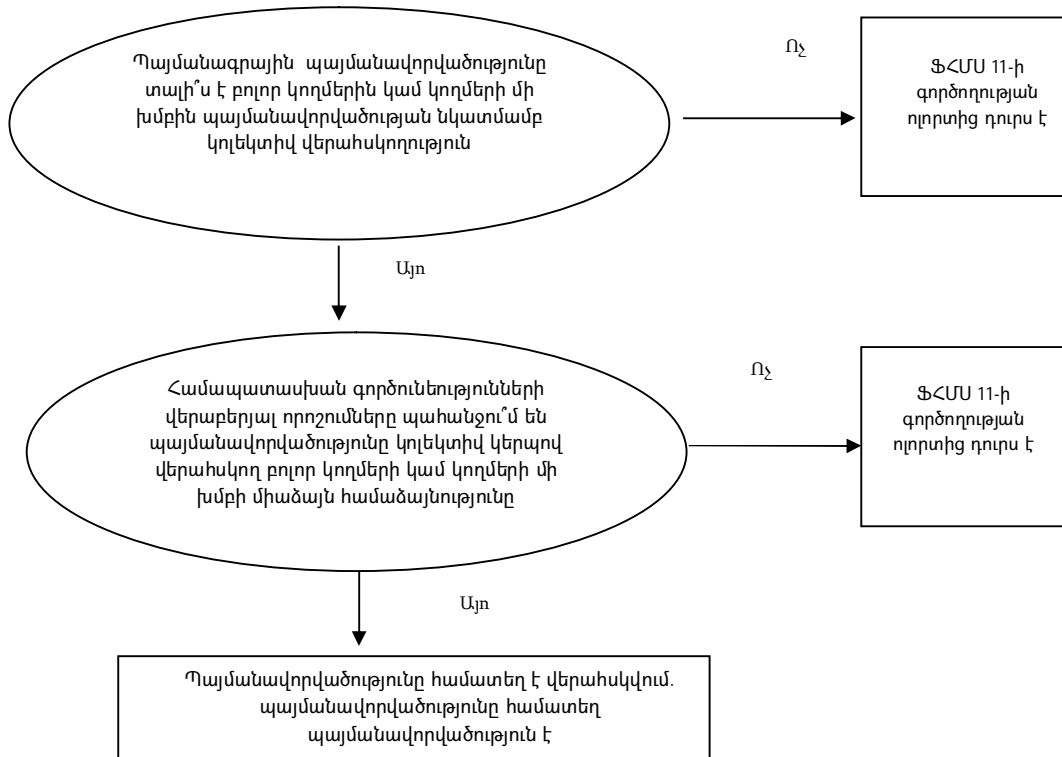 Պայմանագրային պայմանավորվածությունը
տալի՞ս է բոլոր կողմերին կամ կողմերի մի
խմբին պայմանավորվածության նկատմամբ
կոլեկտիվ վերահսկողություն
Ոչ
ՖՀՄՍ 11-ի
գործողության
ոլորտից դուրս է
Այո
Համապատասխան գործունեությունների
վերաբերյալ որոշումները պահանջու՞մ են
պայմանավորվածությունը կոլեկտիվ կերպով
վերահսկող բոլոր կողմերի կամ կողմերի մի
խմբի միաձայն համաձայնությունը
Ոչ
ՖՀՄՍ 11-ի
գործողության
ոլորտից դուրս է
Այո
Պայմանավորվածությունը համատեղ է վերահսկվում.
պայմանավորվածությունը համատեղ
պայմանավորվածություն է